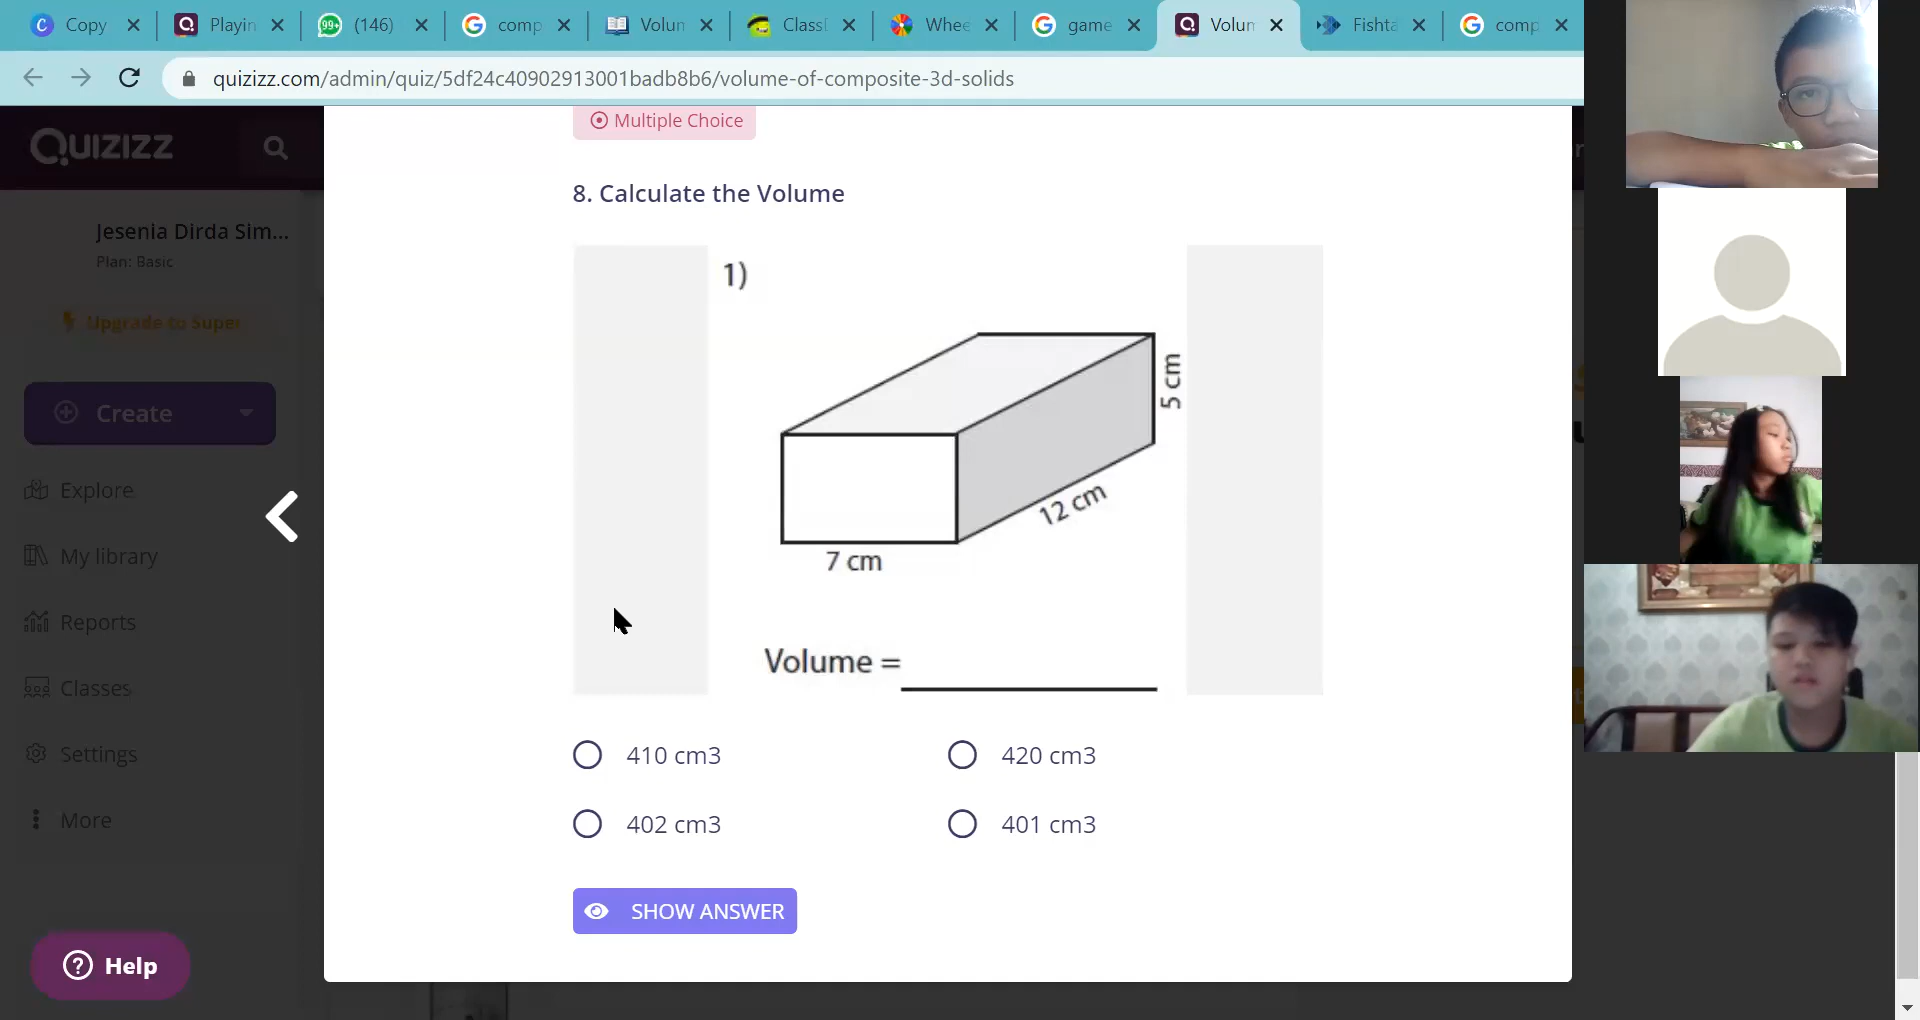 Copy
Playin
(146)
comp
Volun
Class
Whee
game
Volun
Fishta
comp
99+
quizizz.com/admin/quiz/5df24c40902913001badb8b6/volume-of-composite-3d-solids
QUIZIZZ
Jesenia Dirda Sim...
Plan: Basic
Upgrade to Super
Create
Explore
My library
Reports
Classes
Settings
More
Help
Multiple Choice
8. Calculate the Volume
1)
5 cm
12 cm
7 cm
Volume =
410 cm3
420 cm3
402 cm3
401 cm3
SHOW ANSWER